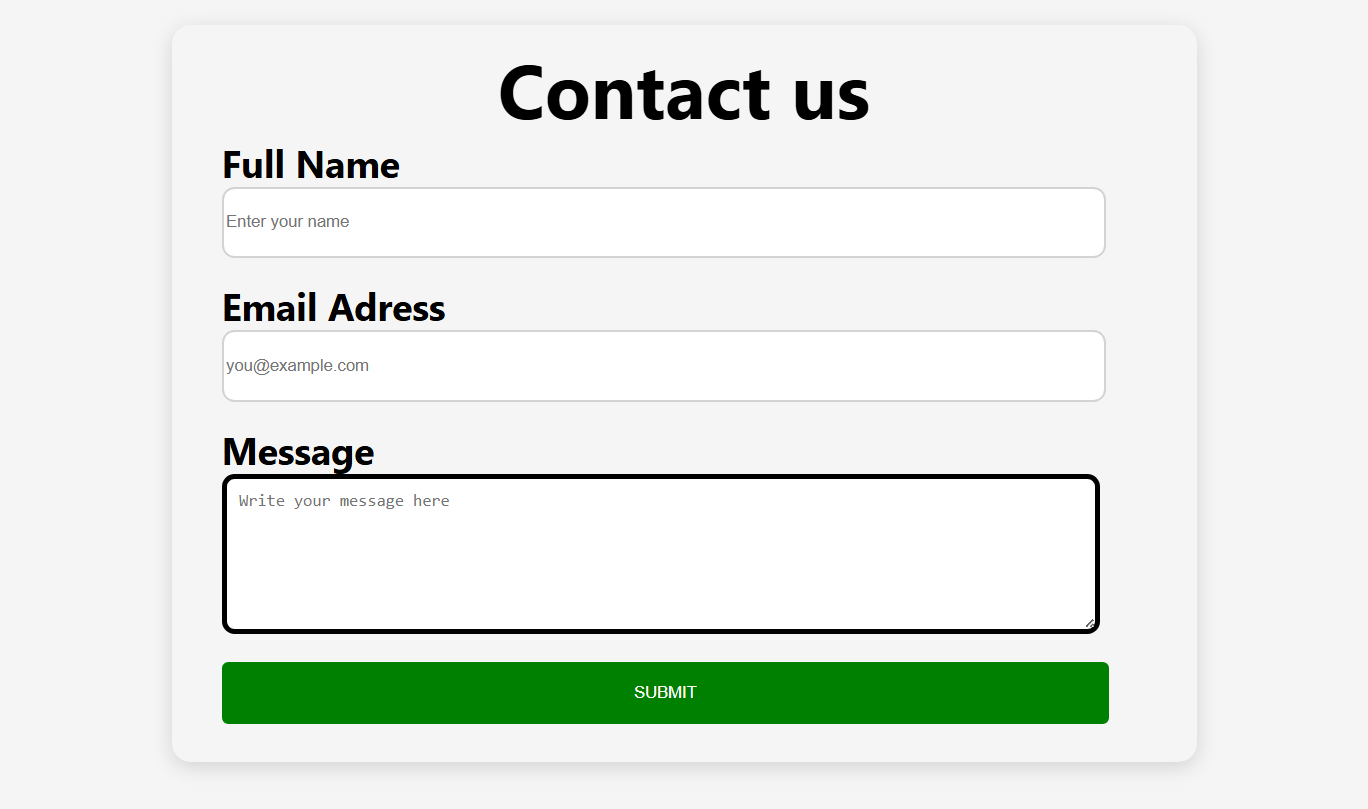 Contact us
Full Name
Enter your name
Email Adress
you@example.com
Message
Write your message here
SUBMIT